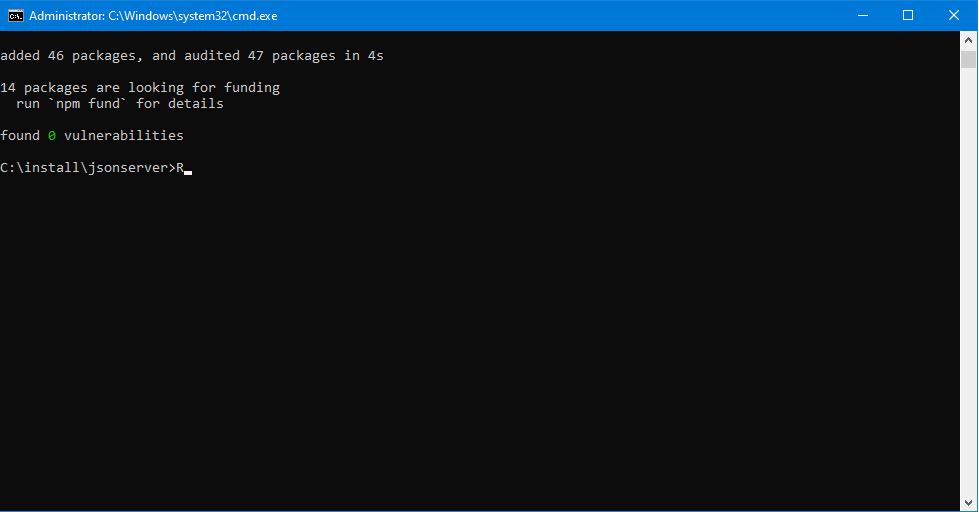 Administrator: C:\Windows\system32\cmd.exe
added 46 packages, and audited 47 packages in 4s
14 packages are looking for funding
  run `npm fund` for details
found 0 vulnerabilities
C:\install\jsonserver>R